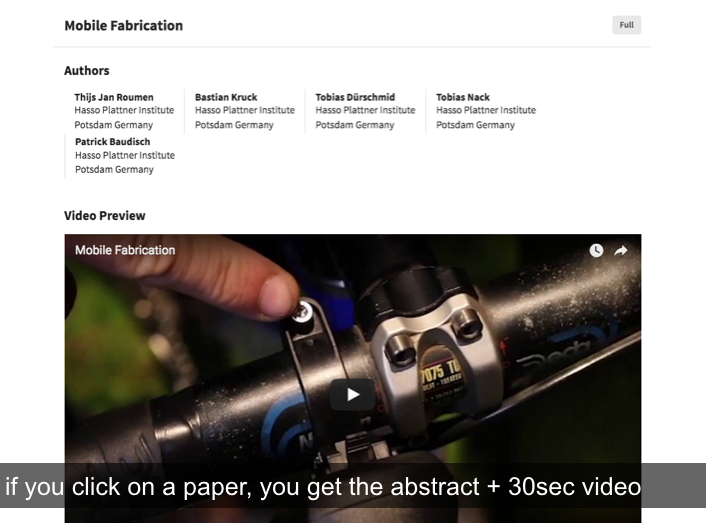 Mobile Fabrication
Full
Authors
Thijs Jan Roumen
Hasso Plattner Institute
Potsdam Germany
Bastian Kruck
Hasso Plattner Institute
Potsdam Germany
Tobias Dürschmid
Hasso Plattner Institute
Potsdam Germany
Tobias Nack
Hasso Plattner Institute
Potsdam Germany
Patrick Baudisch
Hasso Plattner Institute
Potsdam Germany
Video Preview
Mobile Fabrication
7075 T6
if you click on a paper, you get the abstract + 30sec video